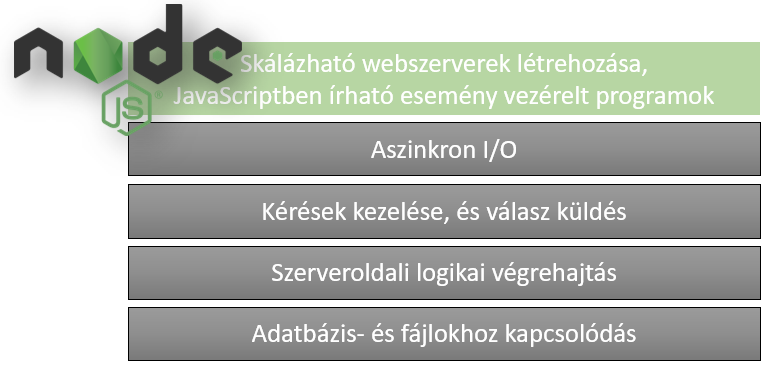 node
JS
Skálázható webszerverek létrehozása,
JavaScriptben írható esemény vezérelt programok
Aszinkron I/O
Kérések kezelése, és válasz küldés
Szerveroldali logikai végrehajtás
Adatbázis- és fájlokhoz kapcsolódás